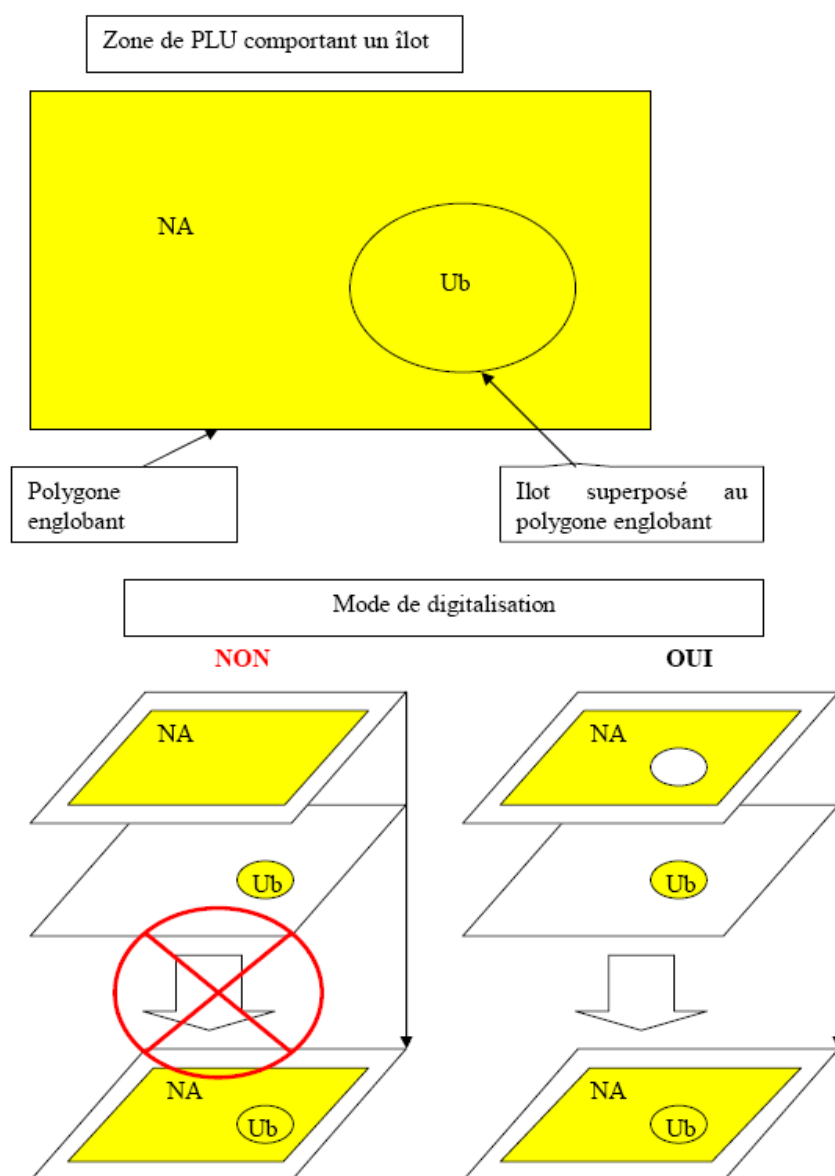 Zone de PLU comportant un îlot
NA
Ub
Polygone
englobant
Ilot superposé au
polygone englobant
Mode de digitalisation
NON
OUI
NA
NA
Ub
Ub
NA
NA
Ub
Ub